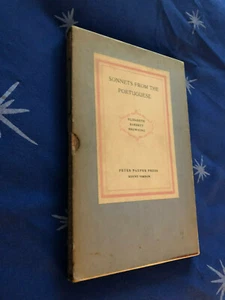 SONNETS FROM THE
PORTUGUESE
ELIZABETH
BARRETT
BROWNING
PETER PAUPER PRESS
MOUNT VERNON